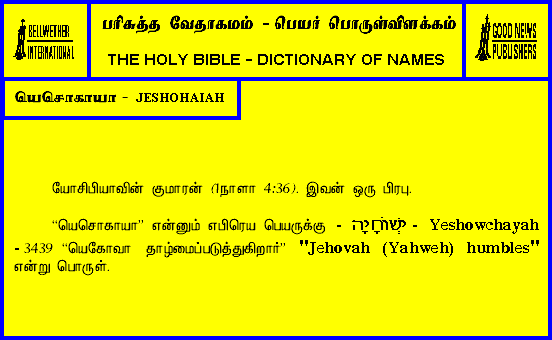 BELLWETHER
INTERNATIONAL
பரிசுத்த வேதாகமம் - பெயர் பொருள்விளக்கம்
THE HOLY BIBLE - DICTIONARY OF NAMES
GOOD NEWS
PUBLISHERS
யெசொகாயா - JESHOHAIAH
யோசிபியாவின் குமாரன் (1நாளா 4:36). இவன் ஒரு பிரபு.
"யெசொகாயா" என்னும் எபிரெய பெயருக்கு - יְשׁוֹחָיָה - Yeshowchayah
- 3439 "யெகோவா தாழ்மைப்படுத்துகிறார்" "Jehovah (Yahweh) humbles"
என்று பொருள்.